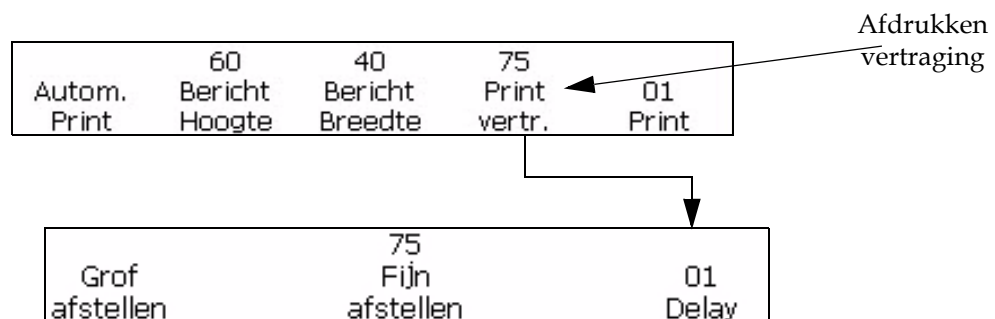 Afdrukken
vertraging
60 40 75
Autom. Bericht Bericht Print 01
Print Hoogte Breedte vertr. Print
75
Grof Fijn 01
afstellen afstellen Delay